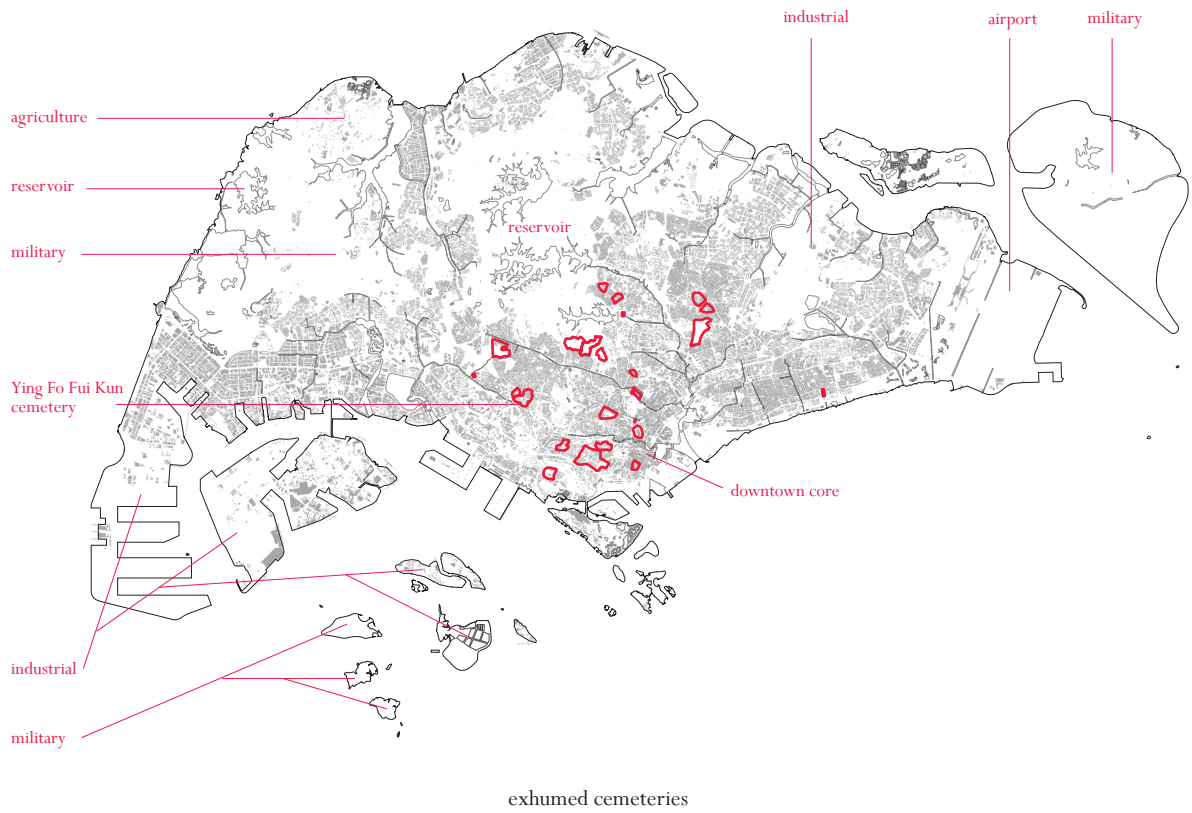 industrial
airport
military
agriculture
reservoir
reservoir
military
Ying Fo Fui Kun
cemetery
downtown core
industrial
military
exhumed cemeteries